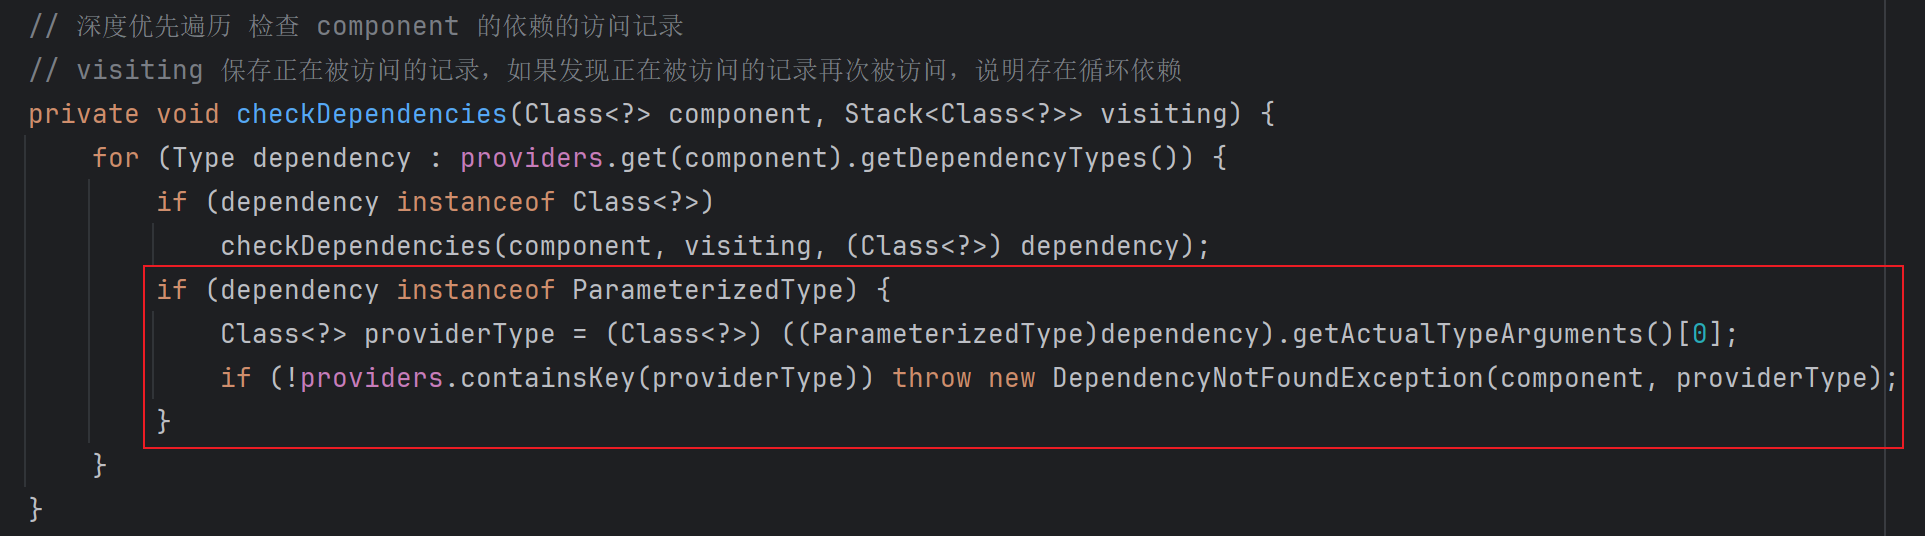 // 深度优先遍历 检查 component 的依赖的访问记录
// visiting 保存正在被访问的记录，如果发现正在被访问的记录再次被访问，说明存在循环依赖
private void checkDependencies(Class<?> component, Stack<Class<?>> visiting) {
    for (Type dependency : providers.get(component).getDependencyTypes()) {
        if (dependency instanceof Class<?>)
            checkDependencies(component, visiting, (Class<?>) dependency);
        if (dependency instanceof ParameterizedType) {
            Class<?> providerType = (Class<?>) ((ParameterizedType)dependency).getActualTypeArguments()[0];
            if (!providers.containsKey(providerType)) throw new DependencyNotFoundException(component, providerType);
        }
    }
}